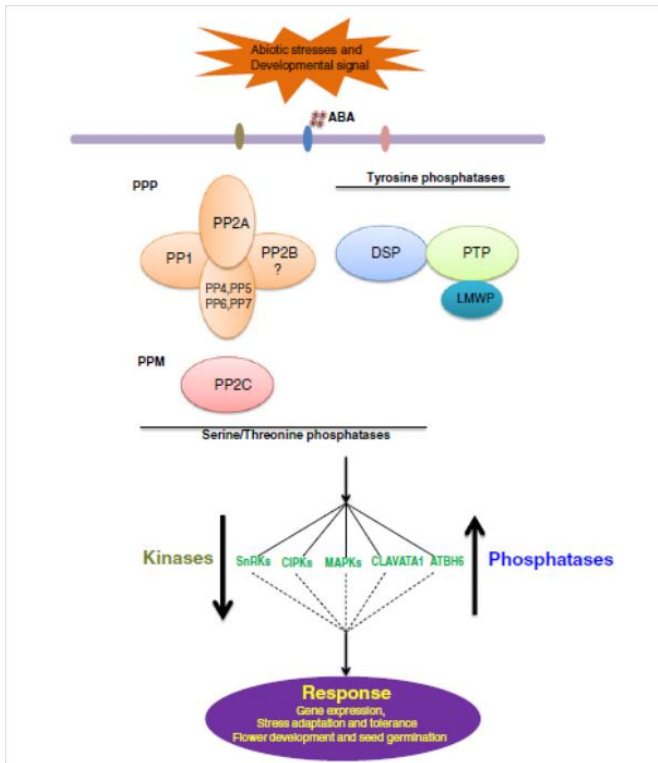 Abiotic stresses and
Developmental signal
ABA
PPP
Tyrosine phosphatases
PP2A
PP1
PP2B
?
PP4,PP5
PP6,PP7
DSP
PTP
LMWP
PPM
PP2C
Serine/Threonine phosphatases
Kinases
SnRKs CIPKs MAPKs CLAVATA1 ATBH6
Phosphatases
Response
Gene expression,
Stress adaptation and tolerance
Flower development and seed germination